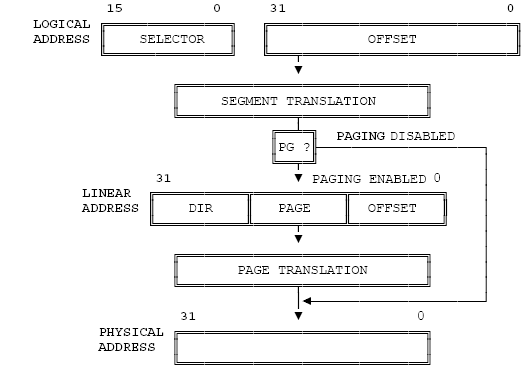 15 0 31 0
LOGICAL
ADDRESS
SELECTOR OFFSET
SEGMENT TRANSLATION
PG ?
PAGING DISABLED
31 PAGING ENABLED 0
LINEAR
ADDRESS
DIR PAGE OFFSET
PAGE TRANSLATION
31 0
PHYSICAL
ADDRESS